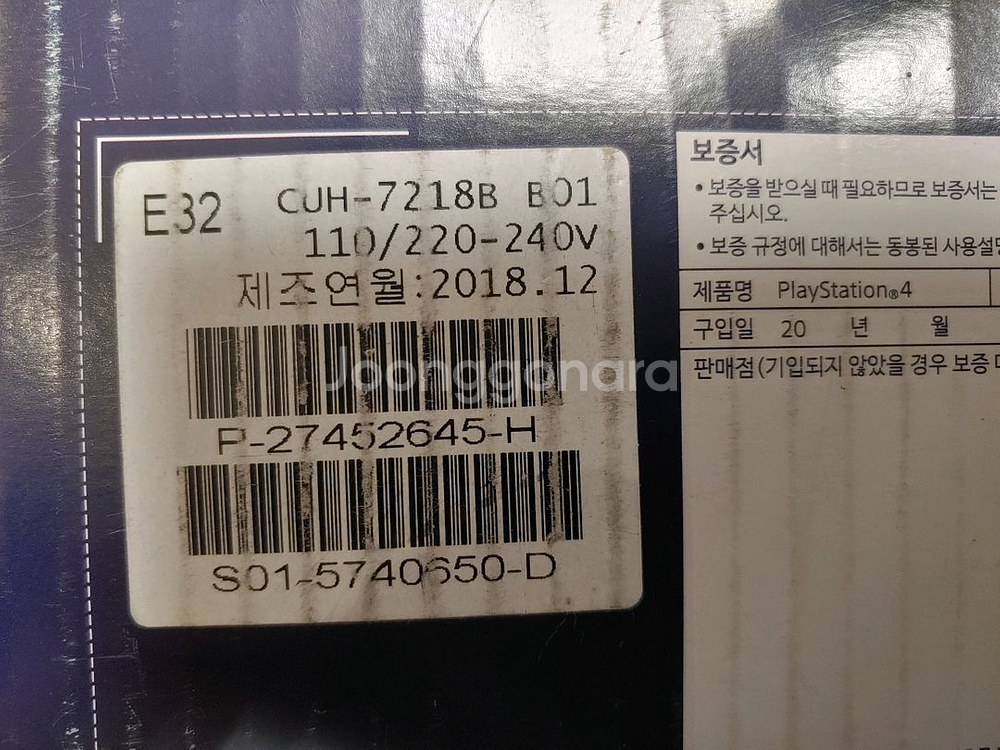 E32
CUH-7218B B01
110/220-240V
제조연월:2018.12
P-27452645-H
S01-5740650-D
Joonggonara
보증서
• 보증을 받으실 때 필요하므로 보증서는
주십시오.
• 보증 규정에 대해서는 동봉된
제품명 PlayStation®4
구입일 20 년 월
판매점(기입되지 않았을 경우 보증